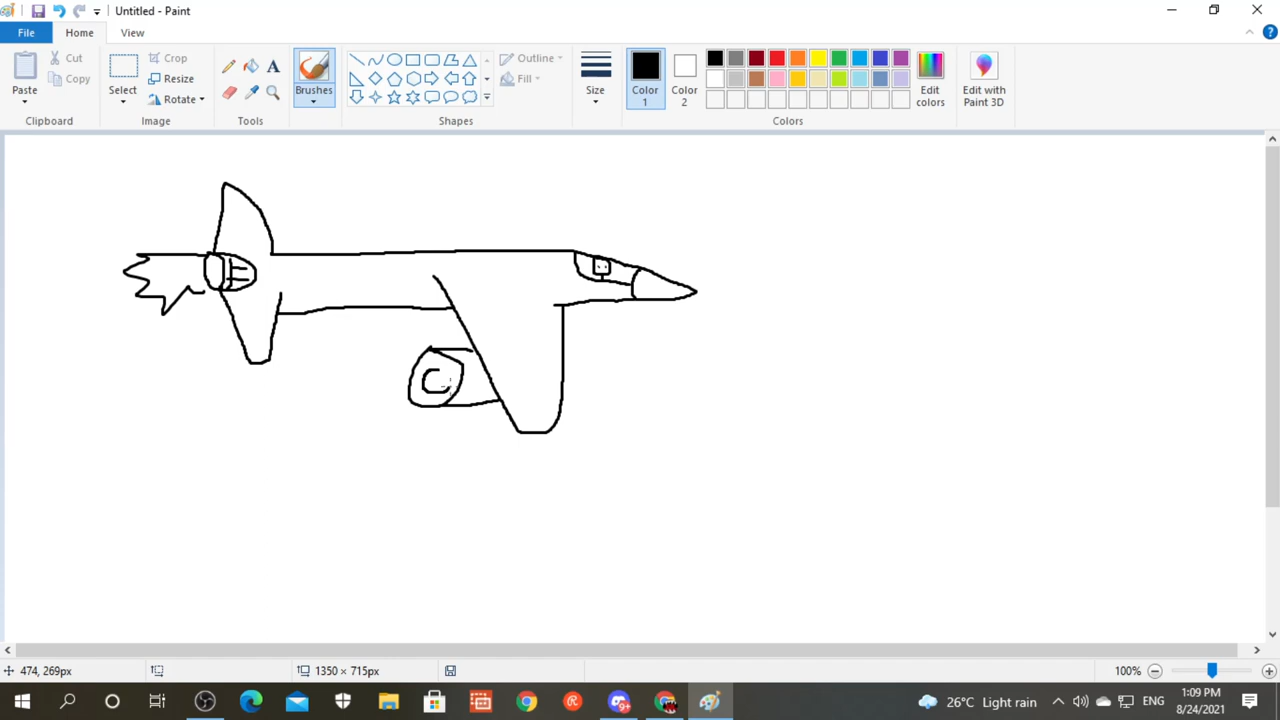 Untitled - Paint
File Home View
Paste
Cut
Copy
Clipboard
Select
Crop
Resize
Rotate
Image
A
Tools
Brushes
Outline
Fill
Shapes
Size
Color 1
Color 2
Edit colors
Colors
Edit with Paint 3D
474, 269px 1350 × 715px 100%
26°C Light rain ENG 1:09 PM
8/24/2021